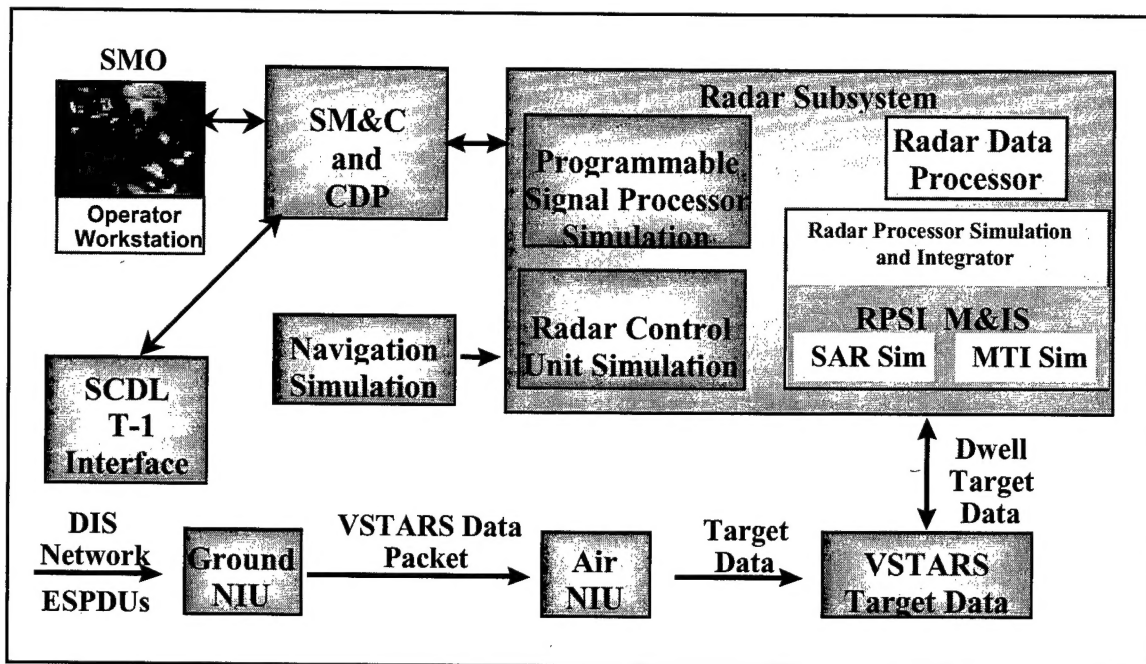 SMO
Operator
Workstation
SM&C
and
CDP
Radar Subsystem
Programmable
Signal Processor
Simulation
Radar Data
Processor
Radar Processor Simulation
and Integrator
RPSI M&IS
SAR Sim
MTI Sim
Navigation
Simulation
Radar Control
Unit Simulation
SCDL
T-1
Interface
Dwell
Target
Data
DIS
Network
ESPDUs
Ground
NIU
VSTARS Data
Packet
Air
NIU
Target
Data
VSTARS
Target Data